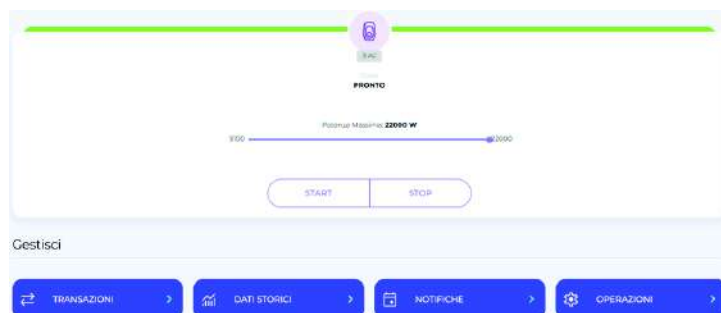 PRONTO
Potenza Massima: 22000 W
22000
START STOP
Gestisci
TRANSAZIONI DATI STORICI NOTIFICHE OPERAZIONI